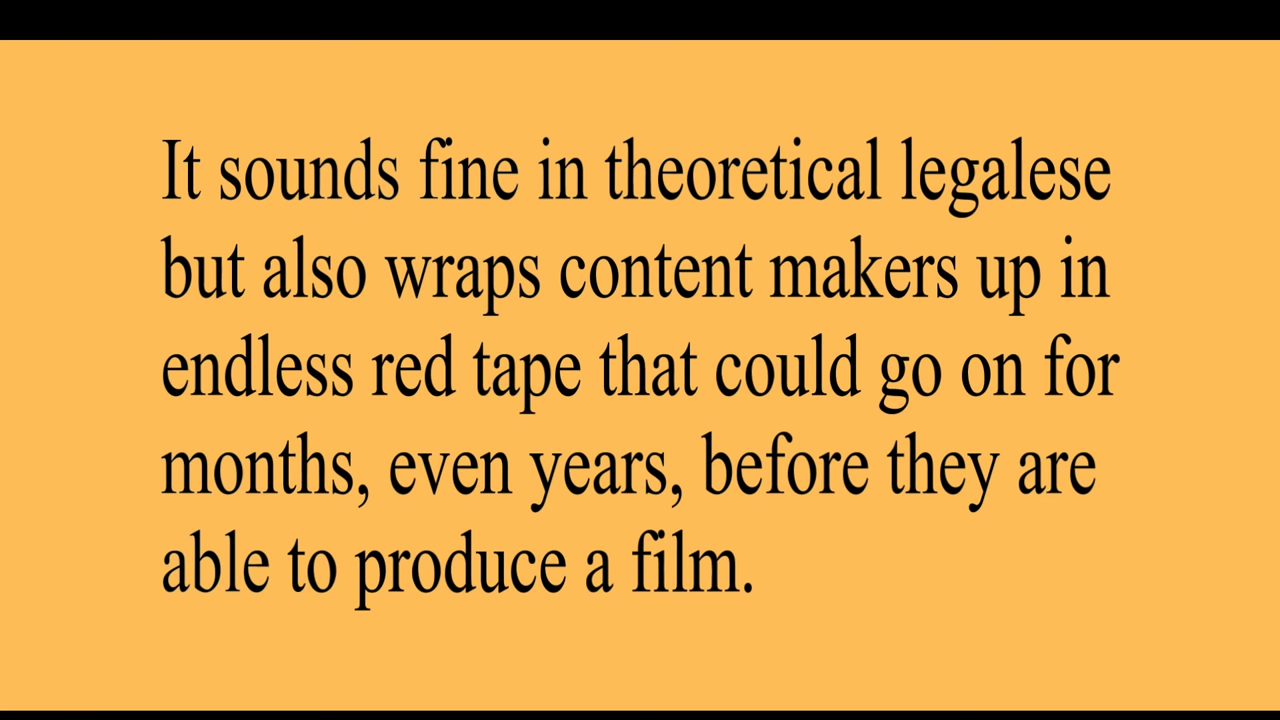 It sounds fine in theoretical legalese
but also wraps content makers up in
endless red tape that could go on for
months, even years, before they are
able to produce a film.